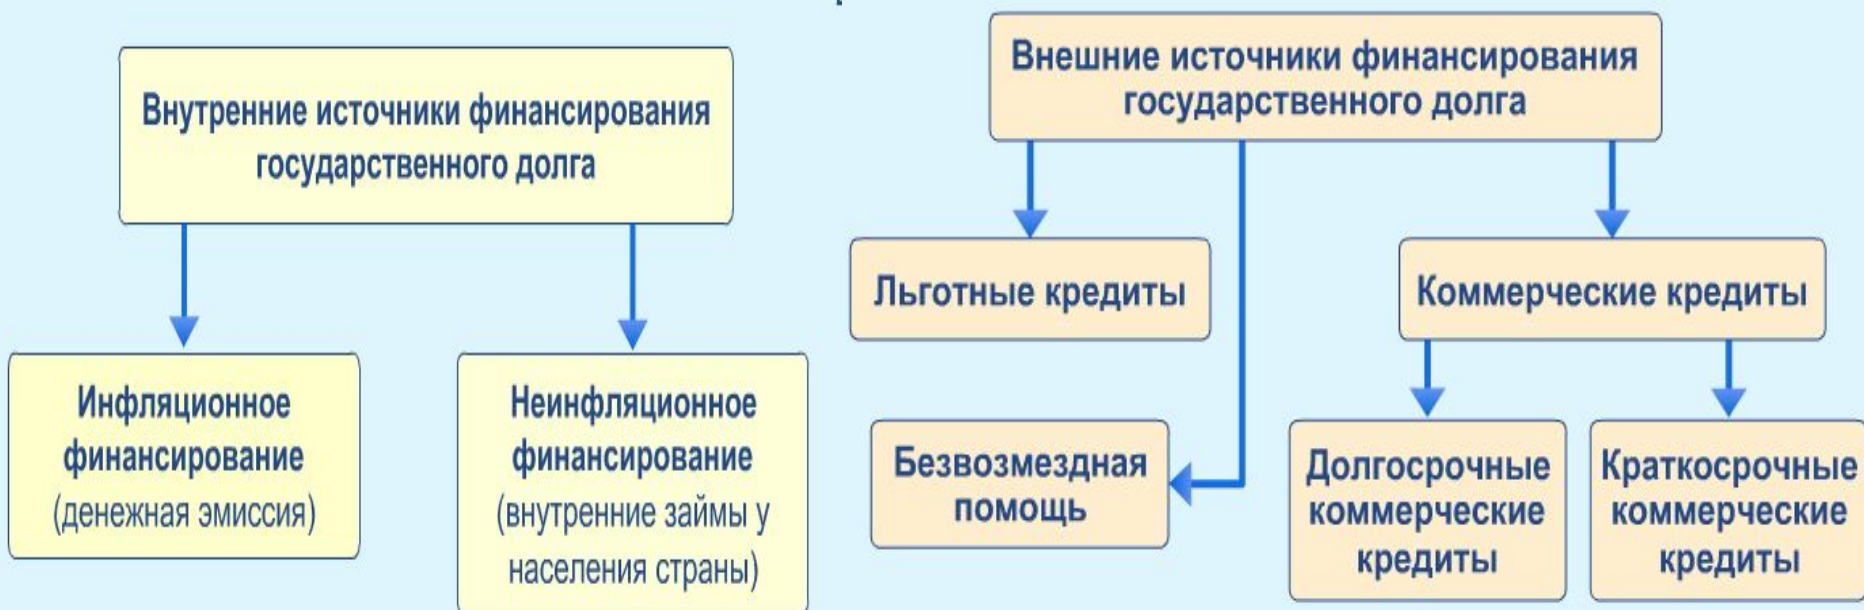 Внутренние источники финансирования
государственного долга
Инфляционное
финансирование
(денежная эмиссия)
Неинфляционное
финансирование
(внутренние займы у
населения страны)
Внешние источники финансирования
государственного долга
Льготные кредиты
Коммерческие кредиты
Безвозмездная
помощь
Долгосрочные
коммерческие
кредиты
Краткосрочные
коммерческие
кредиты